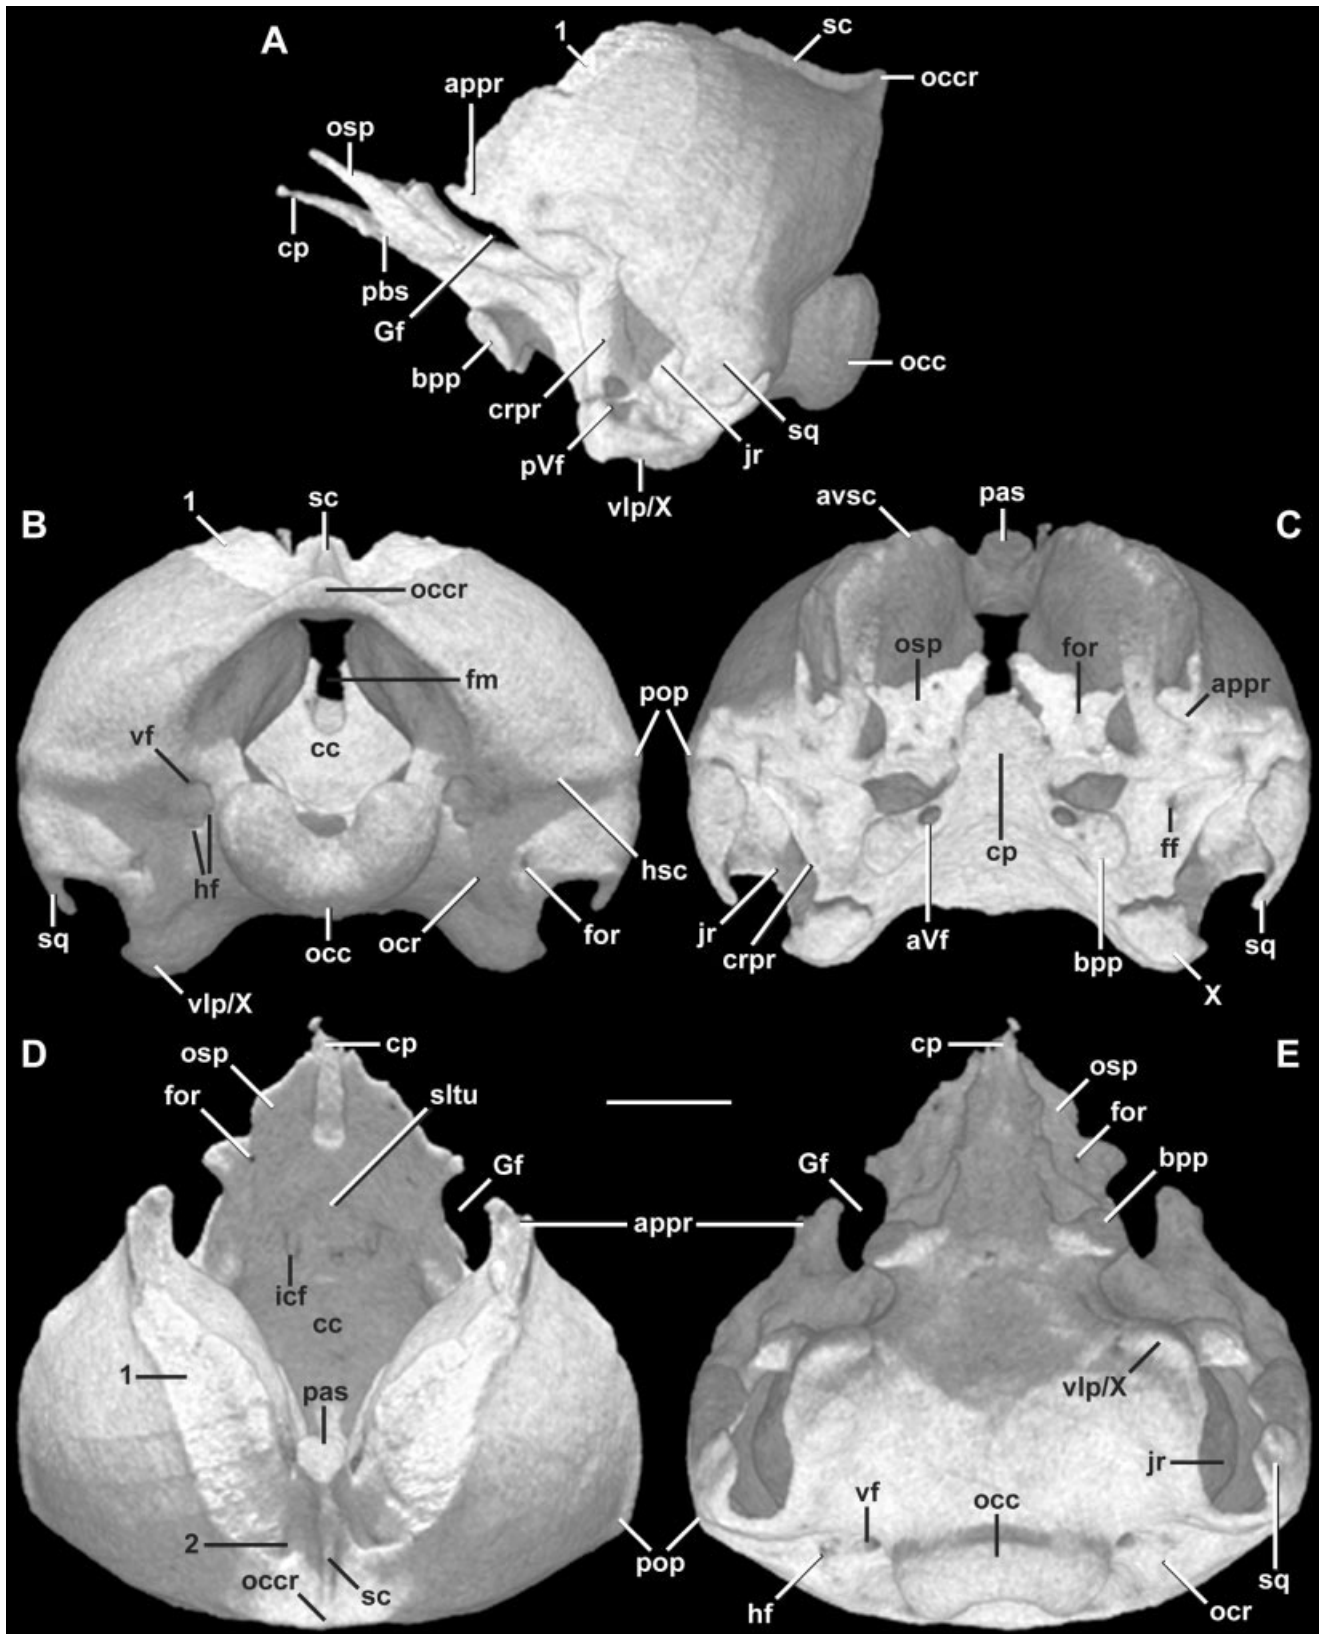 A
1
sc
occr
appr
osp
cp
pbs
Gf
bpp
crpr
pVf
vlp/X
jr
sq
occ
B
1
sc
occr
fm
vf
cc
pop
hsc
hf
sq
occ
ocr
for
vlp/X
C
avsc
pas
osp
for
appr
cp
ff
jr
crpr
aVf
bpp
X
sq
D
cp
osp
for
sltu
Gf
appr
icf
cc
1
pas
2
occr
sc
pop
E
cp
osp
for
Gf
bpp
vlp/X
jr
vf
occ
hf
ocr
sq